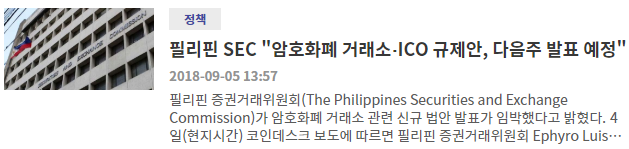 정책
필리핀 SEC "암호화폐 거래소·ICO 규제안, 다음주 발표 예정"
2018-09-05 13:57
필리핀 증권거래위원회(The Philippines Securities and Exchange
Commission)가 암호화폐 거래소 관련 신규 법안 발표가 임박했다고 밝혔다. 4
일(현지시간) 코인데스크 보도에 따르면 필리핀 증권거래위원회 Ephyro Luis…